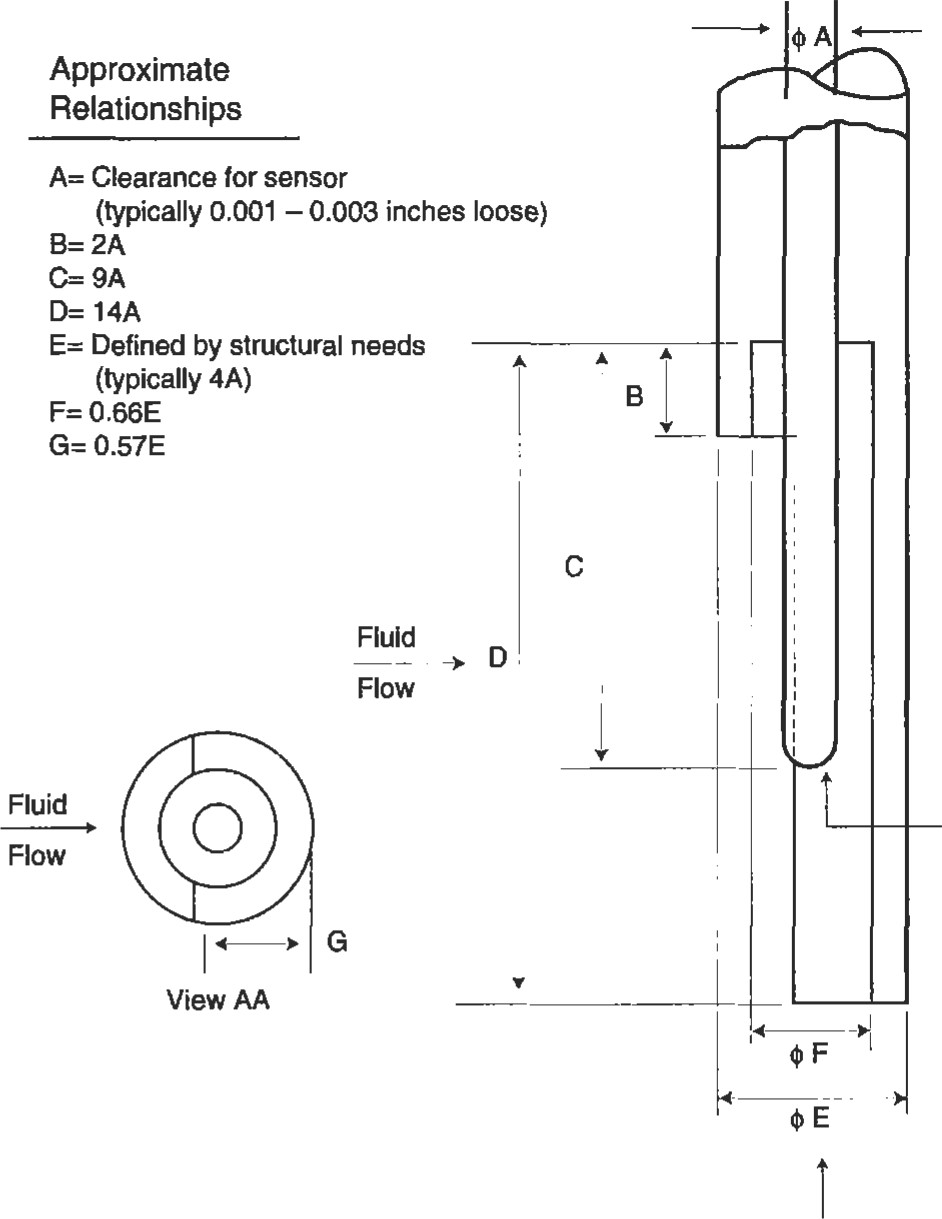 Approximate
Relationships
A= Clearance for sensor
(typically 0.001 – 0.003 inches loose)
B= 2A
C= 9A
D= 14A
E= Defined by structural needs
(typically 4A)
F= 0.66E
G= 0.57E
ϕ A
B
C
Fluid
D
Flow
Fluid
Flow
G
View AA
ϕ F
ϕ E